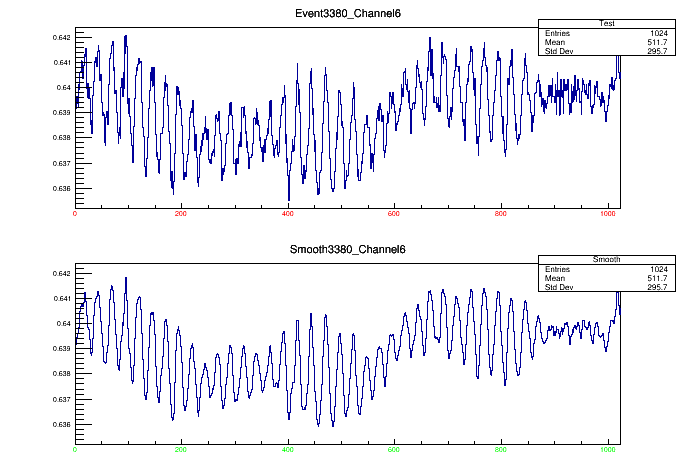 Event3380_Channel6
Test
Entries 1024
Mean 511.7
Std Dev 295.7
0.642
0.641
0.64
0.639
0.638
0.637
0.636
0 200 400 600 800 1000
Smooth3380_Channel6
Smooth
Entries 1024
Mean 511.7
Std Dev 295.7
0.642
0.641
0.64
0.639
0.638
0.637
0.636
0 200 400 600 800 1000